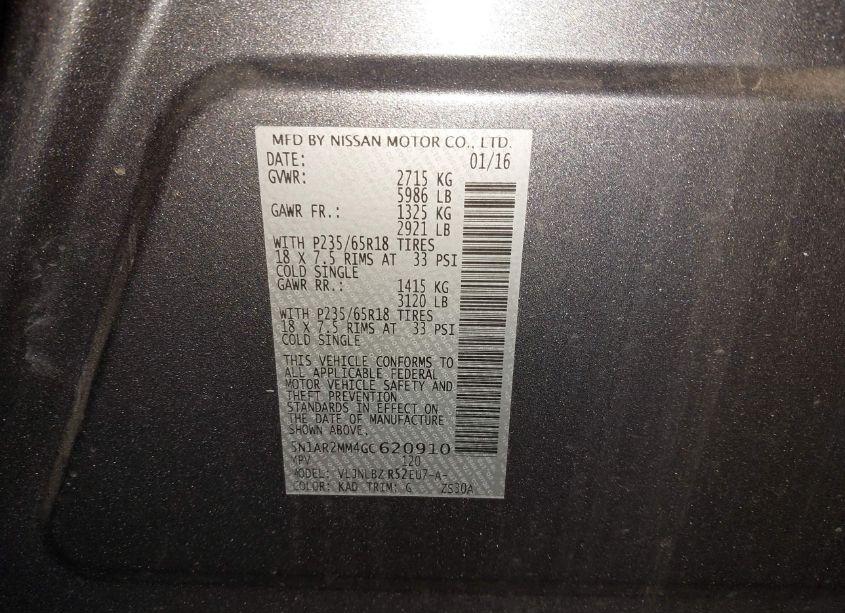 MFD BY NISSAN MOTOR CO., LTD.
DATE: 01/16
GVWR: 2715 KG
5986 LB
GAWR FR.: 1325 KG
2921 LB
WITH P235/65R18 TIRES
18 X 7.5 RIMS AT 33 PSI
COLD SINGLE
GAWR RR.: 1415 KG
3120 LB
WITH P235/65R18 TIRES
18 X 7.5 RIMS AT 33 PSI
COLD SINGLE
THIS VEHICLE CONFORMS TO
ALL APPLICABLE FEDERAL
MOTOR VEHICLE SAFETY AND
THEFT PREVENTION
STANDARDS IN EFFECT ON
THE DATE OF MANUFACTURE
SHOWN ABOVE.
5N1AR2MM4GC620910
MPV 120
MODEL: VLJNLBZ R52EU7-A-
COLOR: KAD TRIM: G ZS30A